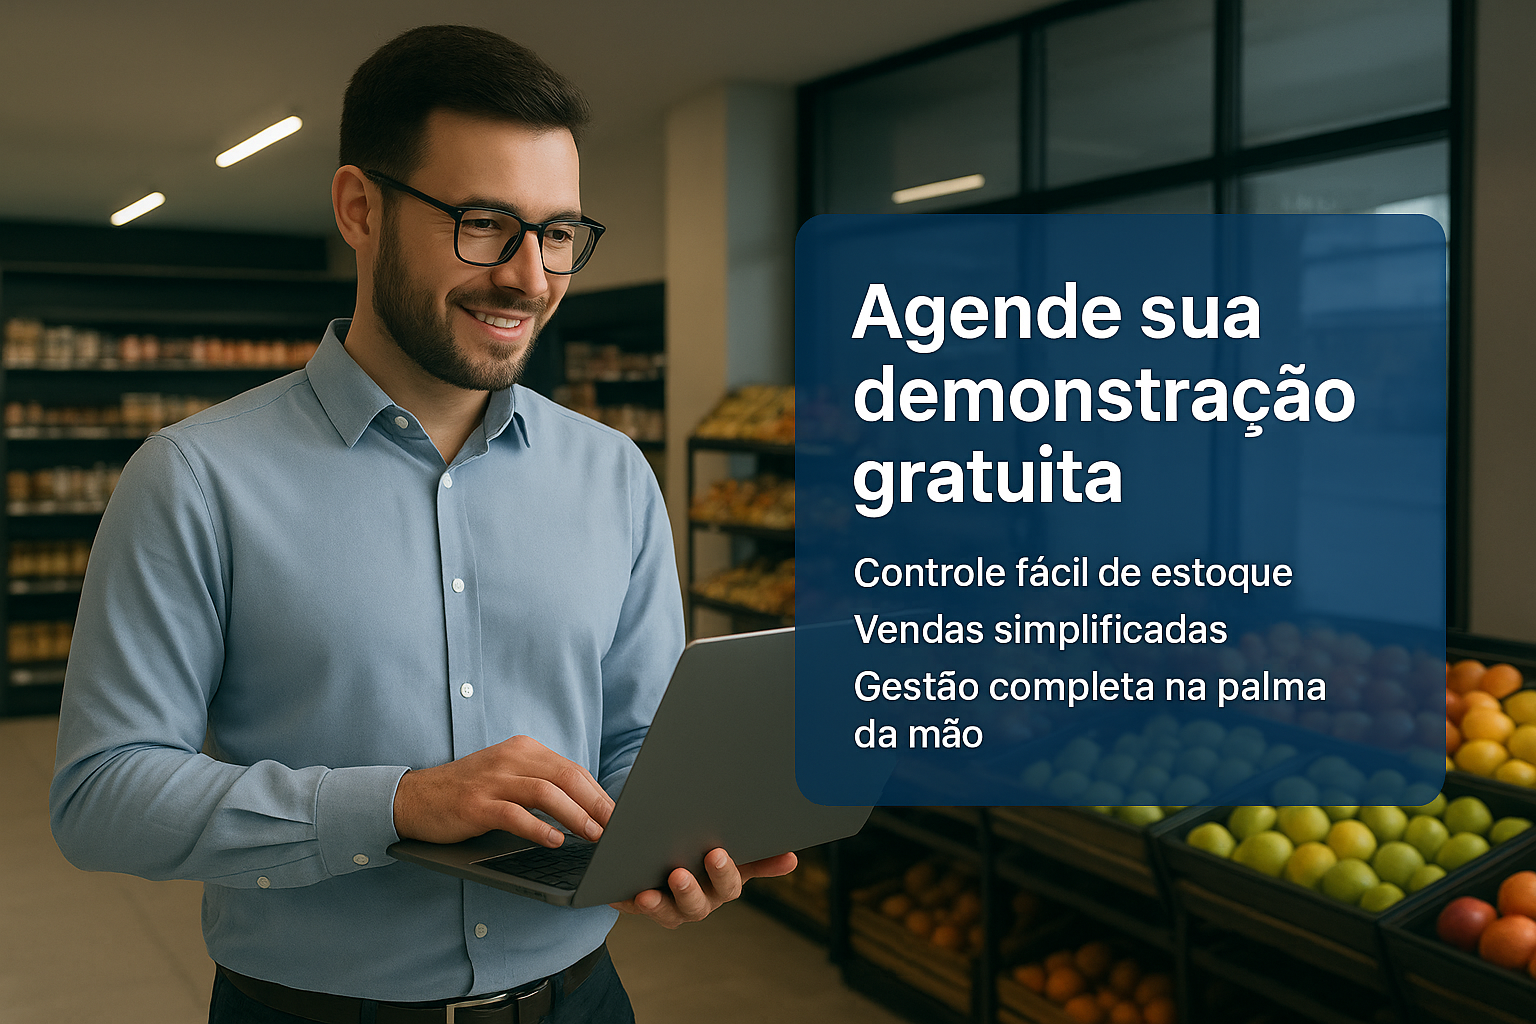 Agende sua
demonstração
gratuita
Controle fácil de estoque
Vendas simplificadas
Gestão completa na palma
da mão